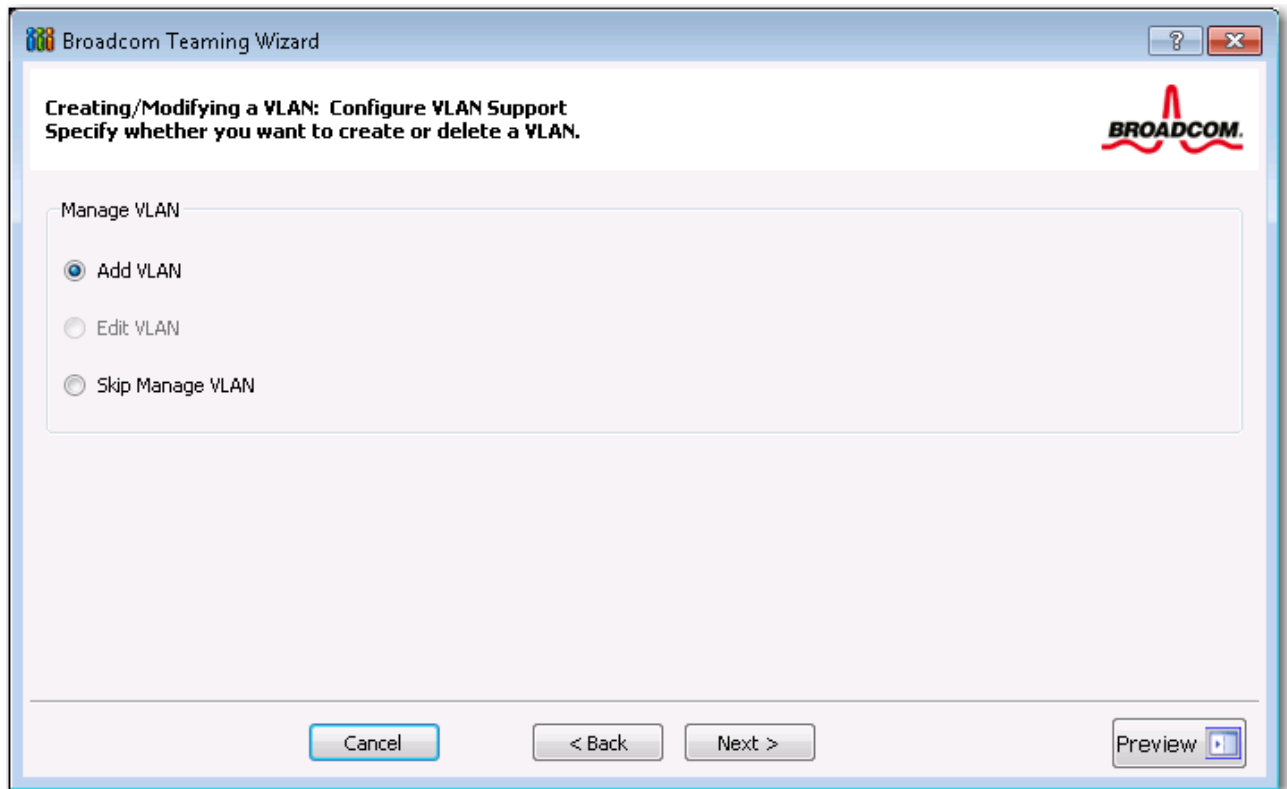 Broadcom Teaming Wizard
?
Creating/Modifying a VLAN: Configure VLAN Support
Specify whether you want to create or delete a VLAN.
BROADCOM.
Manage VLAN
Add VLAN
Edit VLAN
Skip Manage VLAN
Cancel
< Back
Next >
Preview